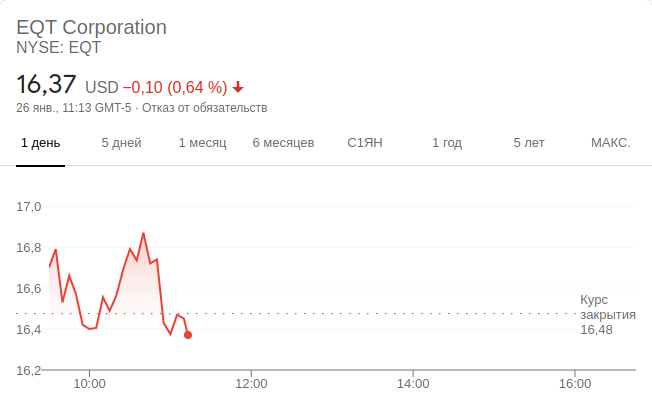 EQT Corporation
NYSE: EQT
16,37 USD −0,10 (0,64 %)
26 янв., 11:13 GMT-5 · Отказ от обязательств
1 день 5 дней 1 месяц 6 месяцев С1ЯН 1 год 5 лет МАКС.
17,0
16,8
16,6
Курс
закрытия
16,48
16,4
16,2
10:00 12:00 14:00 16:00